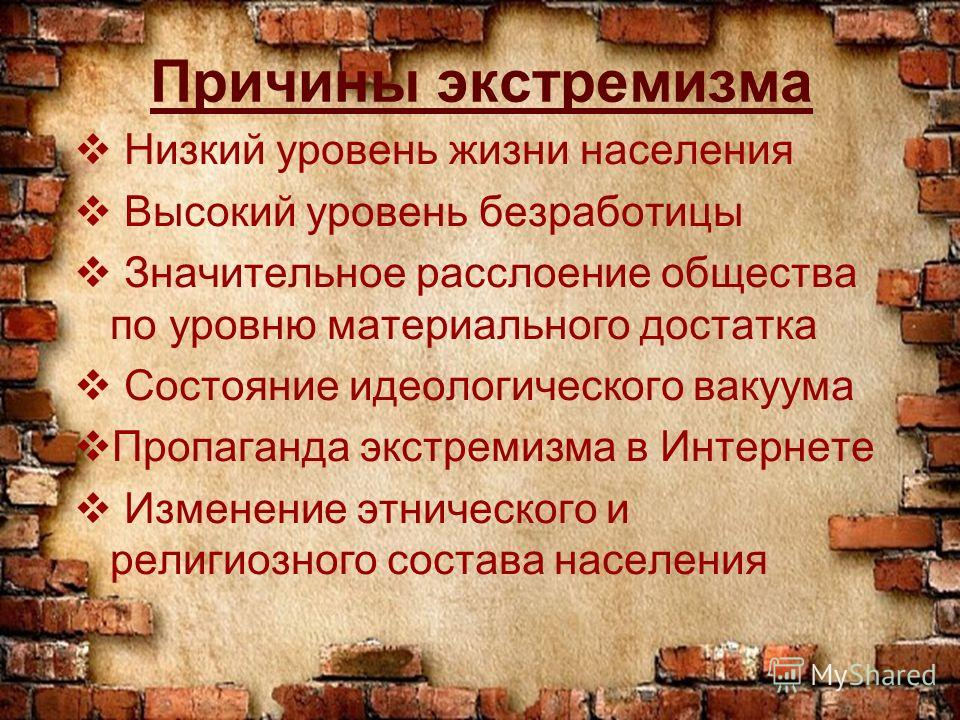 Причины экстремизма
❖ Низкий уровень жизни населения
❖ Высокий уровень безработицы
❖ Значительное расслоение общества
по уровню материального достатка
❖ Состояние идеологического вакуума
❖Пропаганда экстремизма в Интернете
❖ Изменение этнического и
религиозного состава населения
MyShared